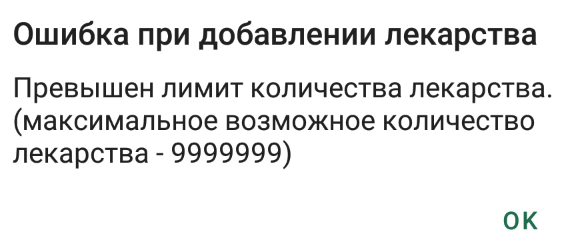 Ошибка при добавлении лекарства
Превышен лимит количества лекарства.
(максимальное возможное количество
лекарства - 9999999)
OK